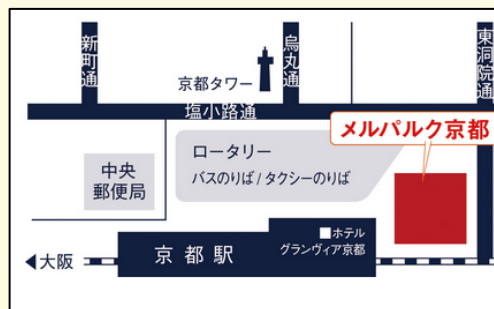 新町通
烏丸通
東洞院通
京都タワー
塩小路通
メルパルク京都
ロータリー
バスのりば / タクシーのりば
中央
郵便局
ホテル
グランヴィア京都
京都駅
◀大阪